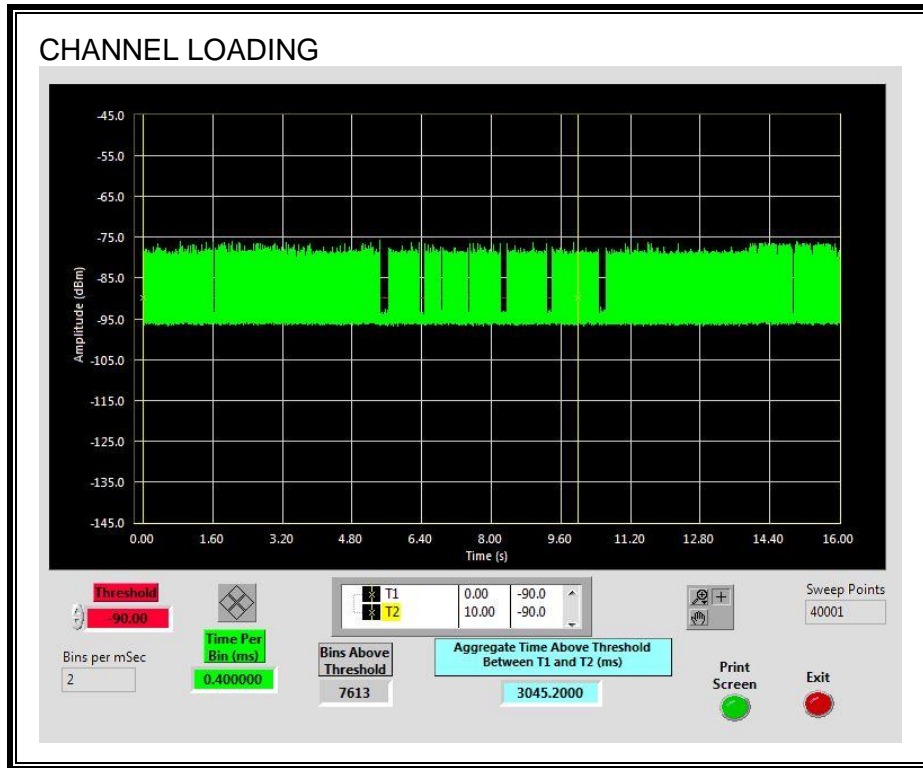 CHANNEL LOADING
-45.0
-55.0
-65.0
-75.0
-85.0
-95.0
-105.0
-115.0
-125.0
-135.0
-145.0
Amplitude (dBm)
0.00 1.60 3.20 4.80 6.40 8.00 9.60 11.20 12.80 14.40 16.00
Time (s)
Threshold
-90.00
Bins per mSec
2
Time Per
Bin (ms)
0.400000
T1 0.00 -90.0
T2 10.00 -90.0
Bins Above
Threshold
7613
Aggregate Time Above Threshold
Between T1 and T2 (ms)
3045.2000
Sweep Points
40001
Print
Screen
Exit